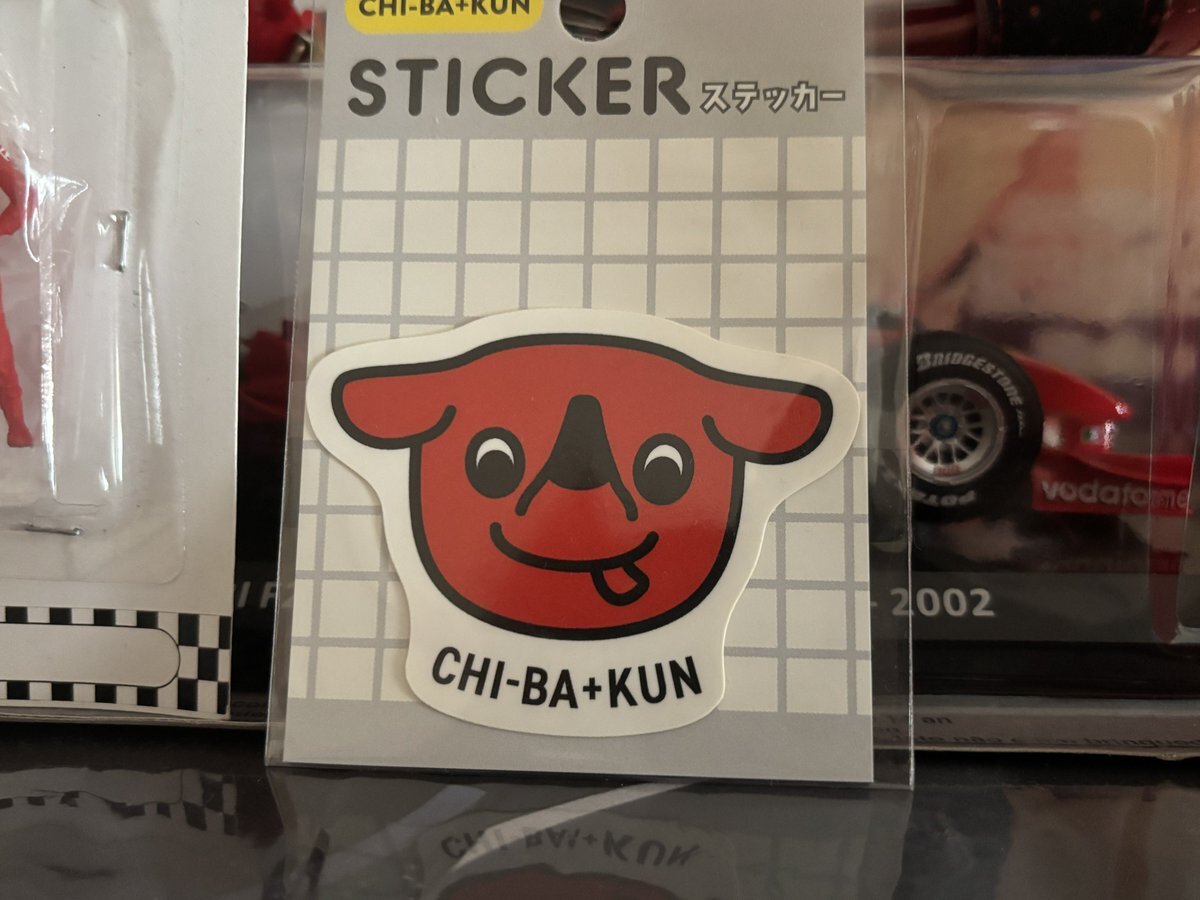 CHI-BA+KUN
STICKER ステッカー
BRIDGESTONE
vodafone
2002
CHI-BA+KUN